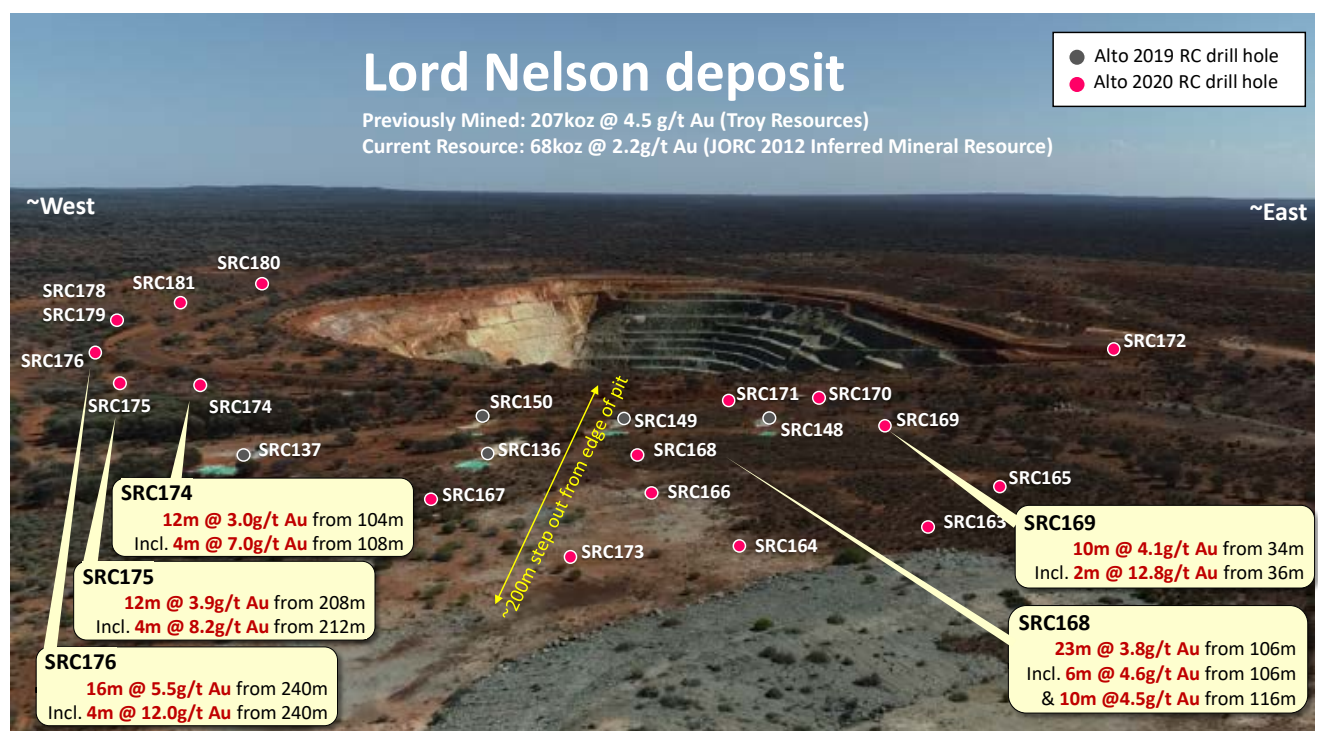 Lord Nelson deposit
Previously Mined: 207koz @ 4.5 g/t Au (Troy Resources)
Current Resource: 68koz @ 2.2g/t Au (JORC 2012 Inferred Mineral Resource)
Alto 2019 RC drill hole
Alto 2020 RC drill hole
~West
~East
SRC180
SRC181
SRC178
SRC179
SRC176
SRC175
SRC174
SRC172
SRC150
SRC149
SRC171
SRC170
SRC148
SRC169
SRC137
SRC136
SRC168
SRC167
SRC166
SRC165
SRC163
SRC173
SRC164
~200m step out from edge of pit
SRC174
12m @ 3.0g/t Au from 104m
Incl. 4m @ 7.0g/t Au from 108m
SRC175
12m @ 3.9g/t Au from 208m
Incl. 4m @ 8.2g/t Au from 212m
SRC176
16m @ 5.5g/t Au from 240m
Incl. 4m @ 12.0g/t Au from 240m
SRC169
10m @ 4.1g/t Au from 34m
Incl. 2m @ 12.8g/t Au from 36m
SRC168
23m @ 3.8g/t Au from 106m
Incl. 6m @ 4.6g/t Au from 106m
& 10m @4.5g/t Au from 116m